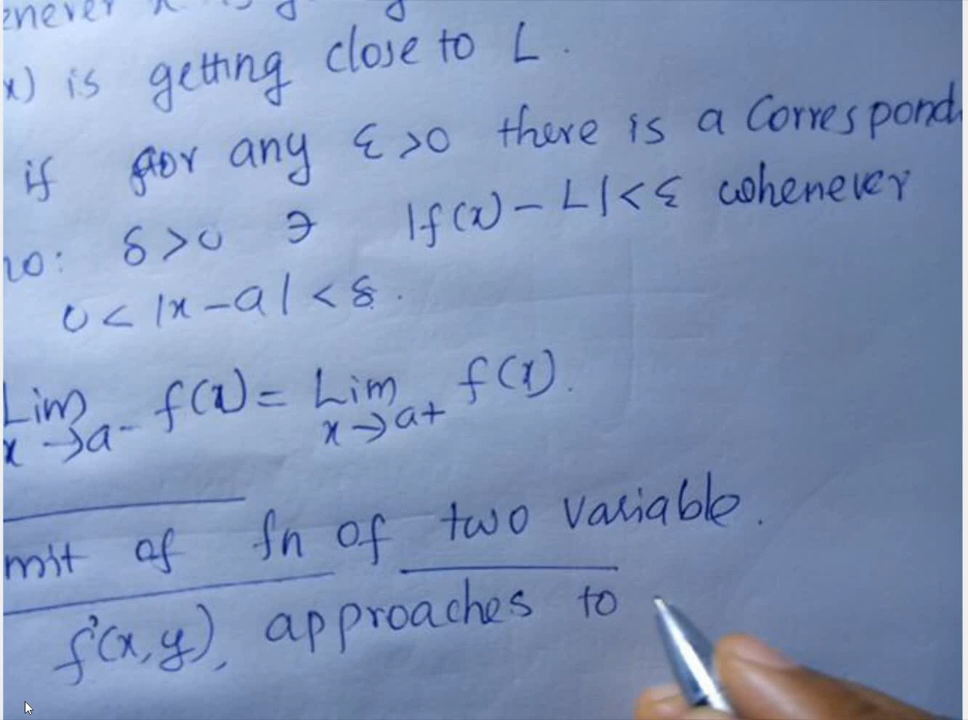 x) is getting close to L.
if for any ε>0 there is a Correspond
no: δ>0 ∋ |f(x)-L|<ε whenever
0<|x-a|<δ.
Lim x→a- f(x) = Lim x→a+ f(x).
mit of fn of two variable.
f(x,y), approaches to